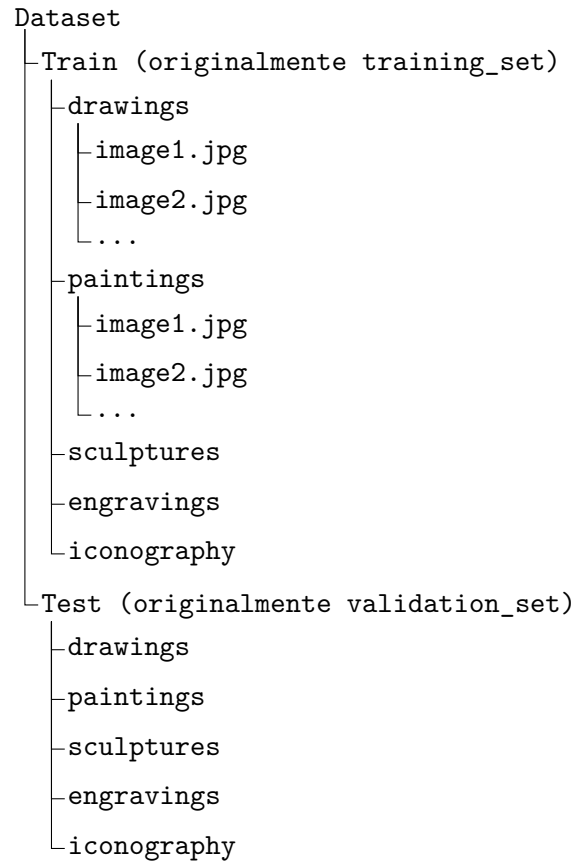 Dataset
Train (originalmente training_set)
drawings
image1.jpg
image2.jpg
...
paintings
image1.jpg
image2.jpg
...
sculptures
engravings
iconography
Test (originalmente validation_set)
drawings
paintings
sculptures
engravings
iconography